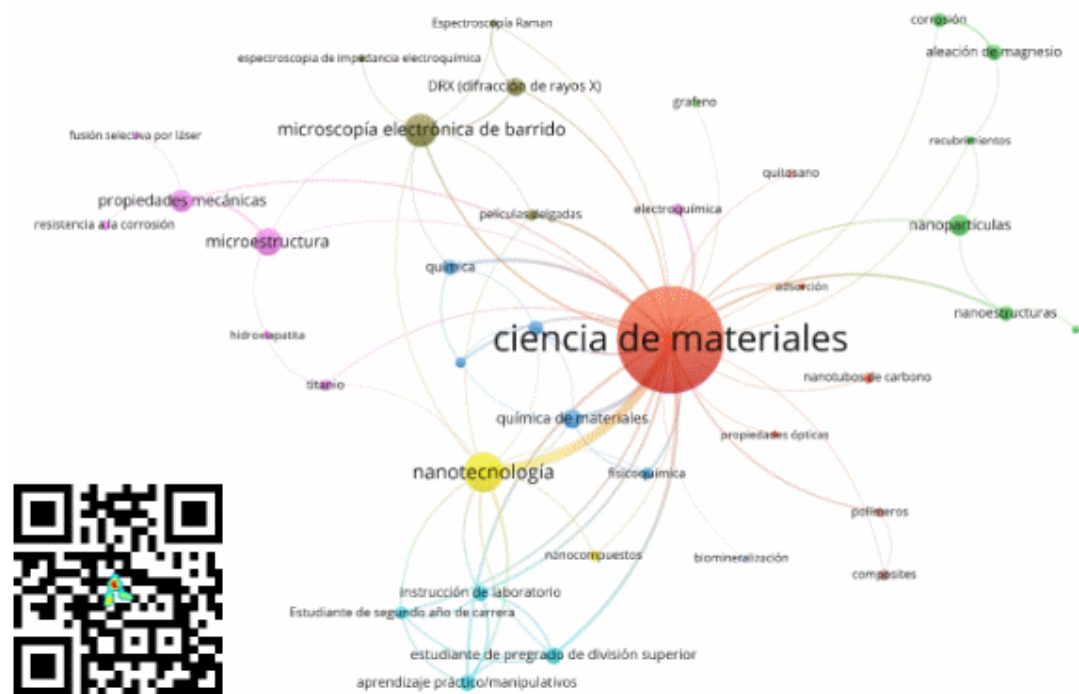 Espectroscopía Raman
corrosión
aleación de magnesio
espectroscopia de impedancia electroquímica
DRX (difracción de rayos X)
grafeno
microscopía electrónica de barrido
fusión selectiva por láser
recubrimientos
quitosano
propiedades mecánicas
electroquímica
películas delgadas
resistencia a la corrosión
nanopartículas
microestructura
química
adsorción
nanoestructuras
hidroxiapatita
ciencia de materiales
nanotubos de carbono
titanio
química de materiales
propiedades ópticas
nanotecnología
fisicoquímica
polímeros
nanocompuestos
biomineralización
composites
instrucción de laboratorio
Estudiante de segundo año de carrera
estudiante de pregrado de división superior
aprendizaje práctico/manipulativos